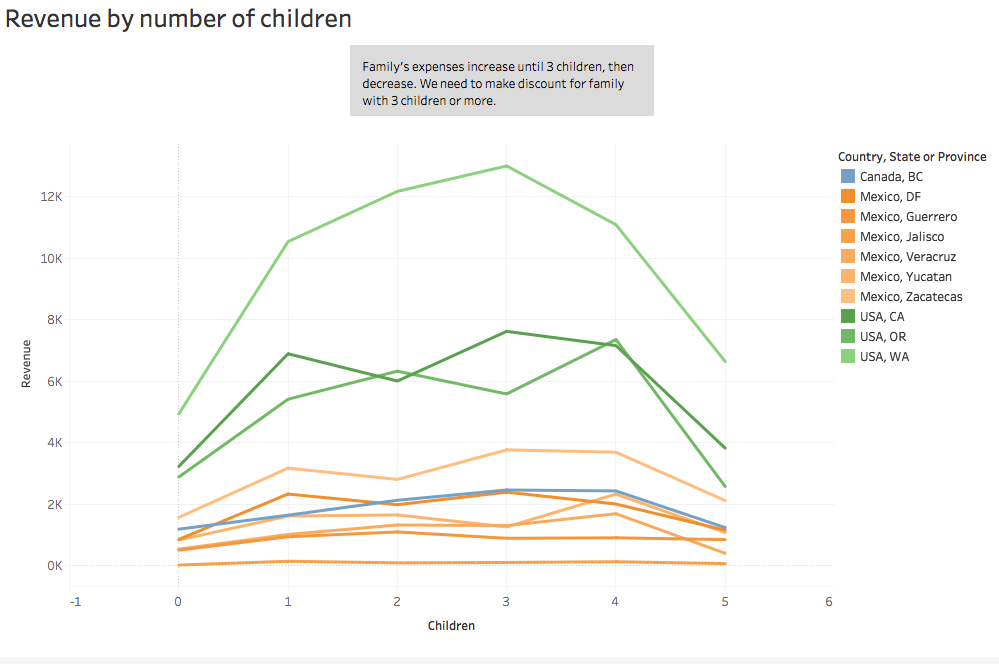 Revenue by number of children
Family's expenses increase until 3 children, then
decrease. We need to make discount for family
with 3 children or more.
Country, State or Province
Canada, BC
Mexico, DF
Mexico, Guerrero
Mexico, Jalisco
Mexico, Veracruz
Mexico, Yucatan
Mexico, Zacatecas
USA, CA
USA, OR
USA, WA
Revenue
12K
10K
8K
6K
4K
2K
0K
-1 0 1 2 3 4 5 6
Children